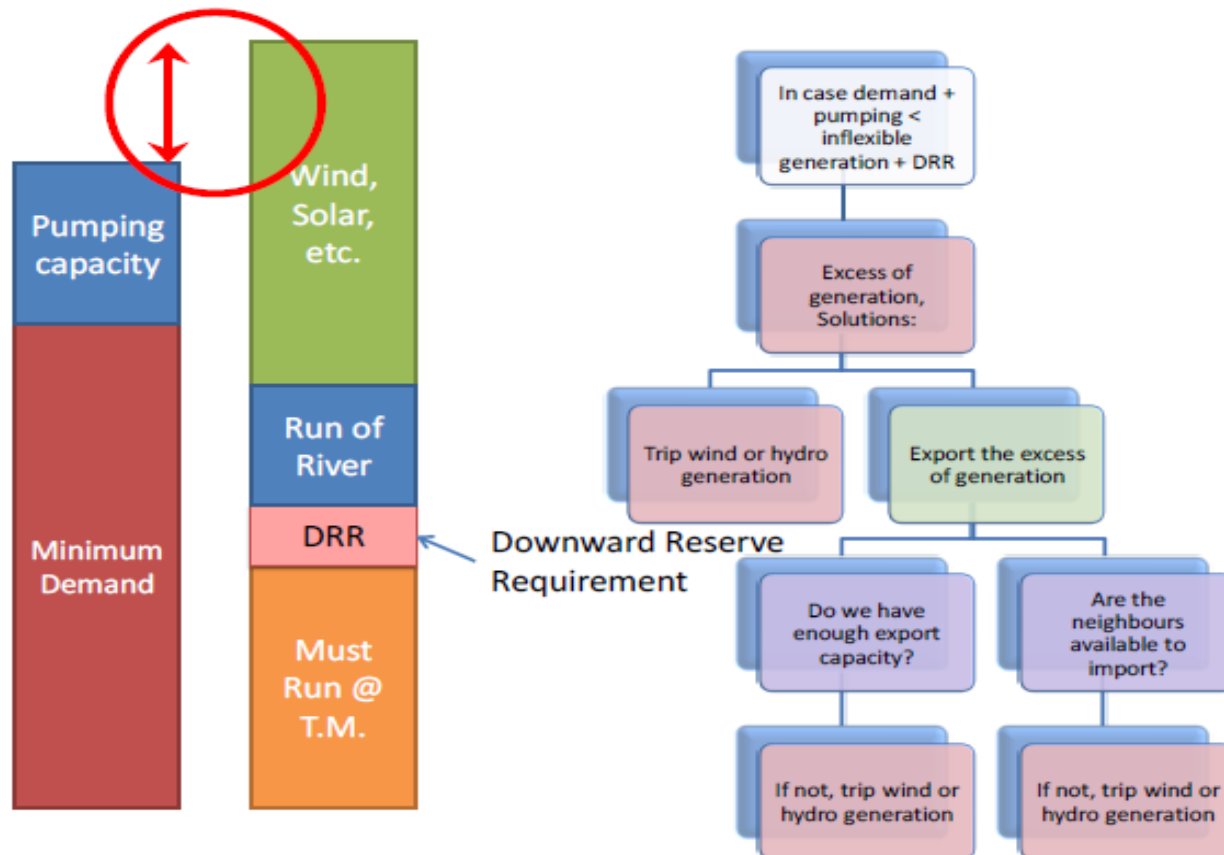 Pumping
capacity
Minimum
Demand
Wind,
Solar,
etc.
Run of
River
DRR
Must
Run @
T.M.
Downward Reserve
Requirement
In case demand +
pumping <
inflexible
generation + DRR
Excess of
generation,
Solutions:
Trip wind or hydro
generation
Export the excess
of generation
Do we have
enough export
capacity?
Are the
neighbours
available to
import?
If not, trip wind or
hydro generation
If not, trip wind or
hydro generation